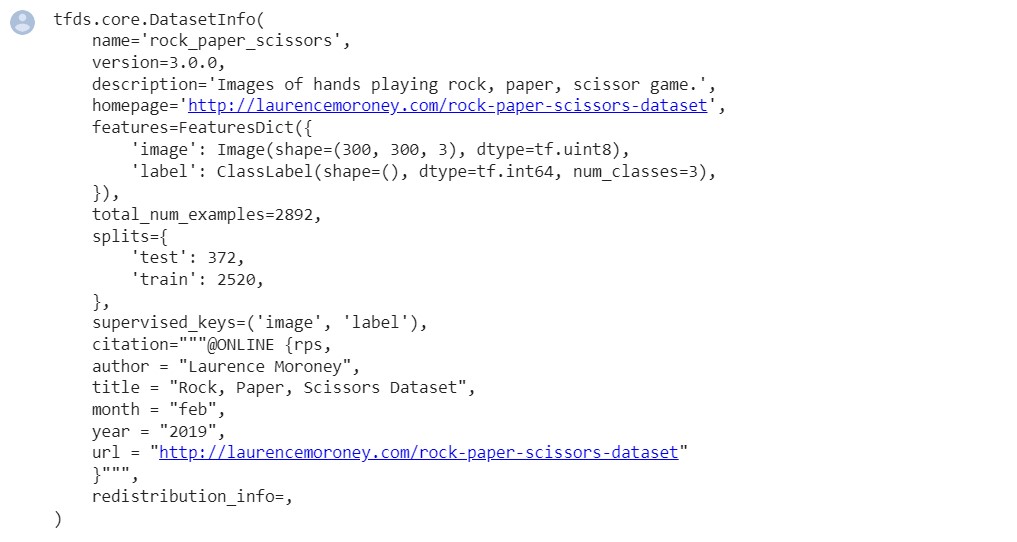 tfds.core.DatasetInfo(
    name='rock_paper_scissors',
    version=3.0.0,
    description='Images of hands playing rock, paper, scissor game.',
    homepage='http://laurencemoroney.com/rock-paper-scissors-dataset',
    features=FeaturesDict({
        'image': Image(shape=(300, 300, 3), dtype=tf.uint8),
        'label': ClassLabel(shape=(), dtype=tf.int64, num_classes=3),
    }),
    total_num_examples=2892,
    splits={
        'test': 372,
        'train': 2520,
    },
    supervised_keys=('image', 'label'),
    citation="""@ONLINE {rps,
    author = "Laurence Moroney",
    title = "Rock, Paper, Scissors Dataset",
    month = "feb",
    year = "2019",
    url = "http://laurencemoroney.com/rock-paper-scissors-dataset"
    }""",
    redistribution_info=,
)